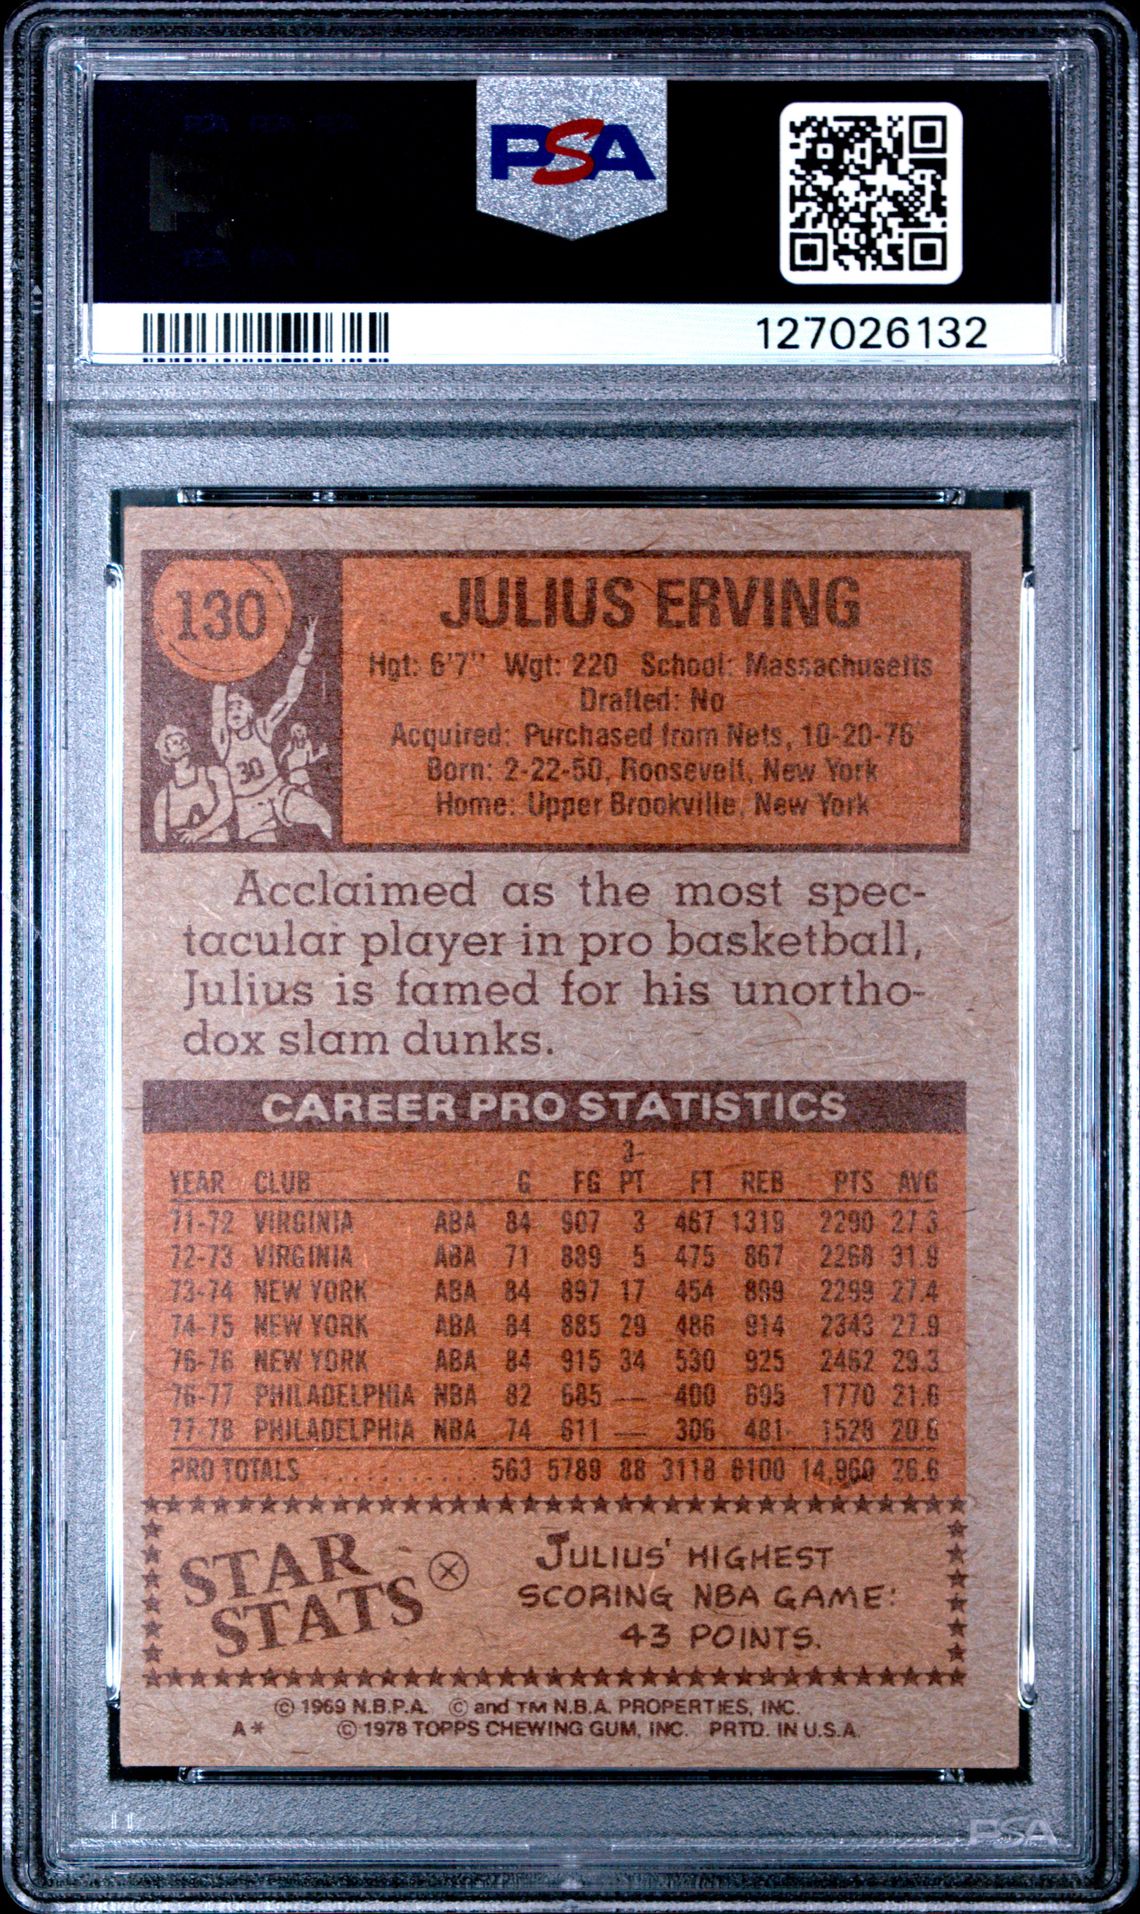 PSA
127026132
130
JULIUS ERVING
Hgt: 6'7" Wgt: 220 School: Massachusetts
Drafted: No
Acquired: Purchased from Nets, 10-20-76
Born: 2-22-50, Roosevelt, New York
Home: Upper Brookville, New York
30
Acclaimed as the most spec-
tacular player in pro basketball,
Julius is famed for his unortho-
dox slam dunks.
CAREER PRO STATISTICS
YEAR CLUB G FG 3-PT FT REB PTS AVG
71-72 VIRGINIA ABA 84 907 3 467 1319 2290 27.3
72-73 VIRGINIA ABA 71 889 5 475 867 2268 31.9
73-74 NEW YORK ABA 84 897 17 454 899 2299 27.4
74-75 NEW YORK ABA 84 885 29 486 914 2343 27.9
75-76 NEW YORK ABA 84 915 34 530 925 2462 29.3
76-77 PHILADELPHIA NBA 82 685 — 400 695 1770 21.6
77-78 PHILADELPHIA NBA 74 611 — 306 481 1528 20.6
PRO TOTALS ............ 563 5789 88 3118 6100 14,960 26.6
STAR
STATS
JULIUS' HIGHEST
SCORING NBA GAME:
43 POINTS.
© 1969 N.B.P.A. © and TM N.B.A. PROPERTIES, INC.
A* © 1978 TOPPS CHEWING GUM, INC. PRTD. IN U.S.A.
PSA